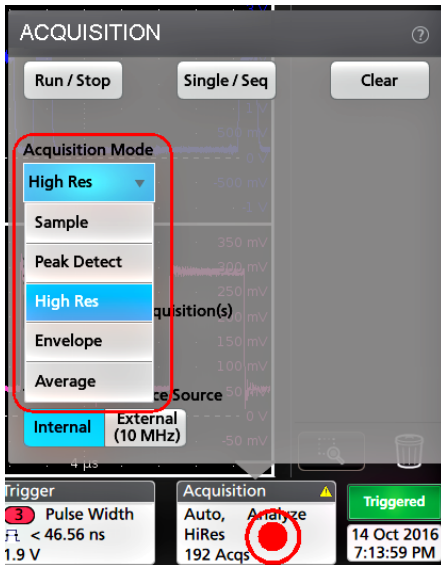 ACQUISITION ?
Run / Stop Single / Seq Clear
500 mV
Acquisition Mode
0 V
High Res -500 mV
Sample
350 mV
Peak Detect 300 mV
250 mV
High Res quisition(s)
Envelope 150 mV
100 mV
Average ce Source 50 mV
0 V
Internal External (10 MHz)
-50 mV
4 µs
Trigger Acquisition Triggered
3 Pulse Width Auto, Analyze
< 46.56 ns HiRes 14 Oct 2016
1.9 V 192 Acqs 7:13:59 PM